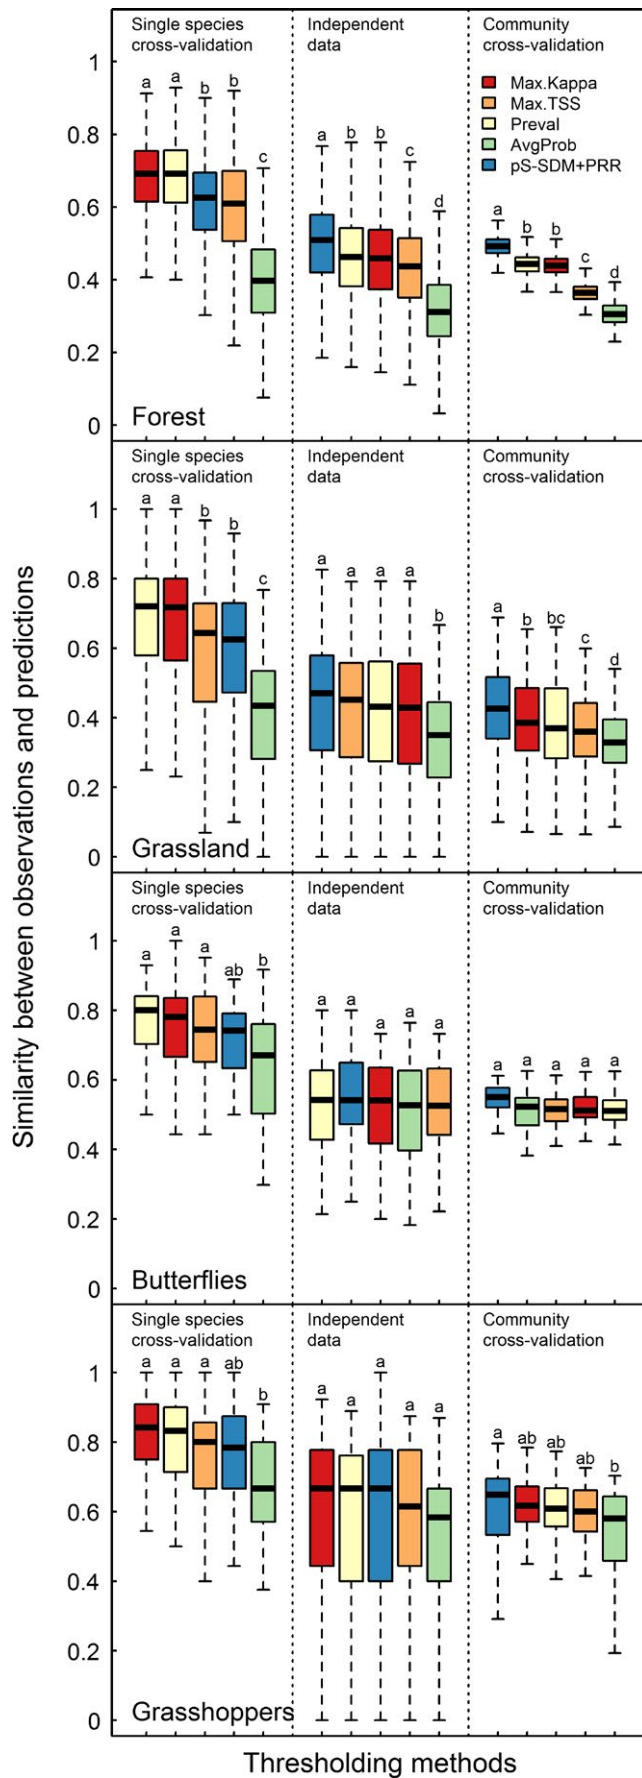 Similarity between observations and predictions
Single species
cross-validation
Independent
data
Community
cross-validation
Max.Kappa
Max.TSS
Preval
AvgProb
pS-SDM+PRR
1
0.8
0.6
0.4
0.2
0
a a b b c
a b b c d
a b b c d
Forest
Single species
cross-validation
Independent
data
Community
cross-validation
1
0.8
0.6
0.4
0.2
0
a a b b c
a a a a b
a b bc c d
Grassland
Single species
cross-validation
Independent
data
Community
cross-validation
1
0.8
0.6
0.4
0.2
0
a a a ab b
a a a a a
a a a a a
Butterflies
Single species
cross-validation
Independent
data
Community
cross-validation
1
0.8
0.6
0.4
0.2
0
a a a ab b
a a a a a
a ab ab ab b
Grasshoppers
Thresholding methods